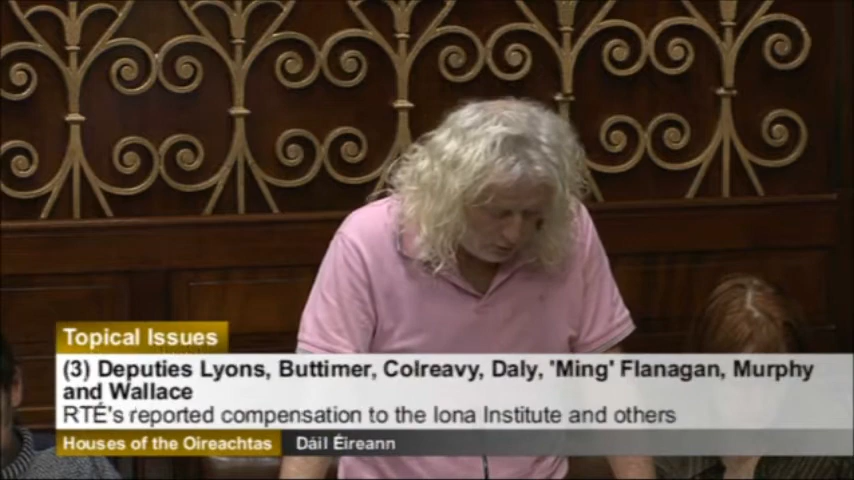 Topical Issues
(3) Deputies Lyons, Buttimer, Colreavy, Daly, 'Ming' Flanagan, Murphy
and Wallace
RTÉ's reported compensation to the Iona Institute and others
Houses of the Oireachtas Dáil Éireann